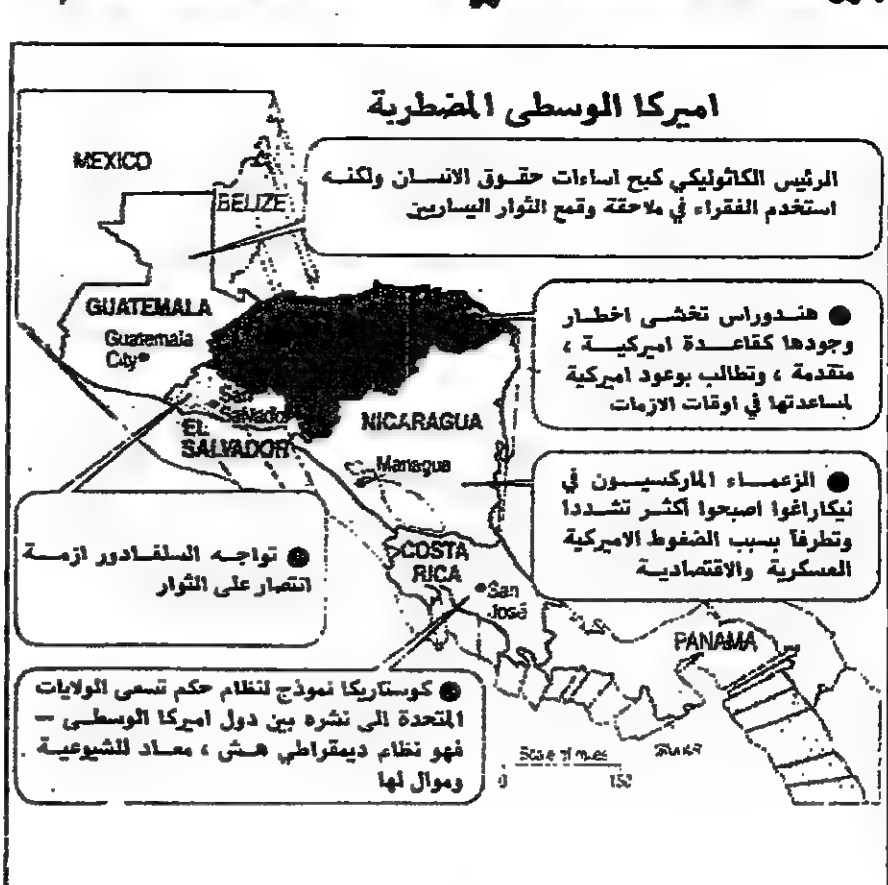 اميركا الوسطى المضطربة
MEXICO
BELIZE
الرئيس الكاثوليكي كبح اساءات حقوق الانسان ولكنه
استخدم الفقراء في ملاحقة وقمع الثوار اليساريين
GUATEMALA
Guatemala
City
● هندوراس تخشى اخطار
وجودها كقاعدة اميركية ،
متقدمة ، وتطالب بوعود اميركية
لمساعدتها في اوقات الازمات
San
Salvador
EL
SALVADOR
NICARAGUA
Managua
● الزعماء الماركسيون في
نيكاراغوا اصبحوا أكثر تشددا
وتطرفاً بسبب الضغوط الاميركية
العسكرية والاقتصادية
● تواجه السلفادور ازمة
انتصار على الثوار
COSTA
RICA
San
José
PANAMA
● كوستاريكا نموذج لنظام حكم تسعى الولايات
المتحدة الى نشره بين دول اميركا الوسطى –
فهو نظام ديمقراطي هش ، معاد للشيوعية
وموال لها
Scale of miles
0 150